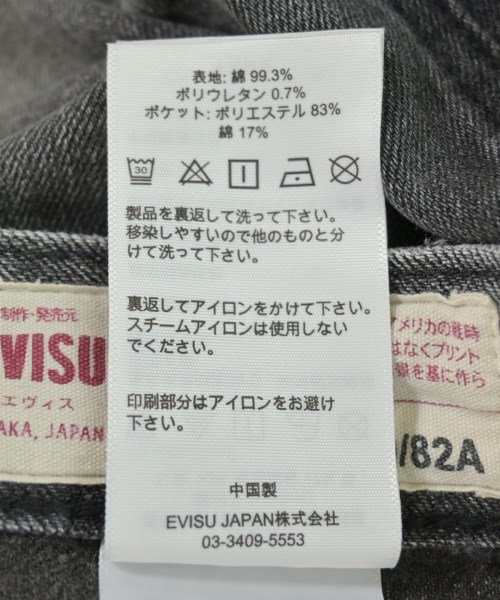 表地: 綿 99.3%
ポリウレタン 0.7%
ポケット: ポリエステル 83%
綿 17%
30
製品を裏返して洗って下さい。
移染しやすいので他のものと分
けて洗って下さい。
裏返してアイロンをかけて下さい。
スチームアイロンは使用しない
でください。
印刷部分はアイロンをお避け
下さい。
中国製
EVISU JAPAN株式会社
03-3409-5553
制作・発売元
VISU
エヴィス
AKA, JAPAN
メリカの戦時
はなくプリント
を基に作ら
/82A